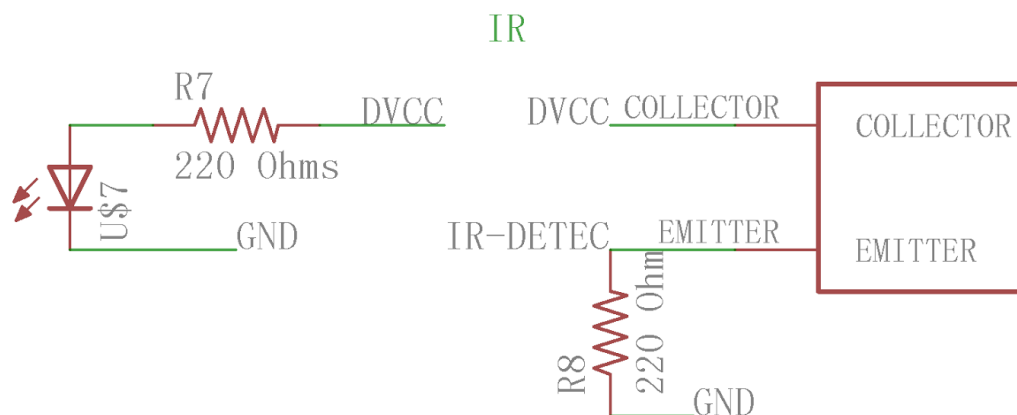 IR
R7
DVCC
220 Ohms
U$7
GND
DVCC
COLLECTOR
COLLECTOR
IR-DETEC
EMITTER
EMITTER
R8
220 Ohm
GND